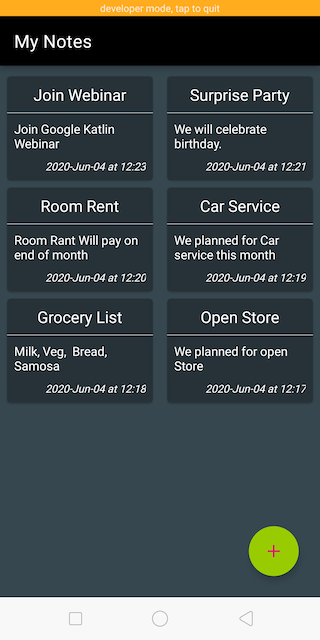 developer mode, tap to quit
My Notes
Join Webinar
Join Google Katlin
Webinar
2020-Jun-04 at 12:23
Surprise Party
We will celebrate
birthday.
2020-Jun-04 at 12:21
Room Rent
Room Rant Will pay on
end of month
2020-Jun-04 at 12:20
Car Service
We planned for Car
service this month
2020-Jun-04 at 12:19
Grocery List
Milk, Veg,  Bread,
Samosa
2020-Jun-04 at 12:18
Open Store
We planned for open
Store
2020-Jun-04 at 12:17
+